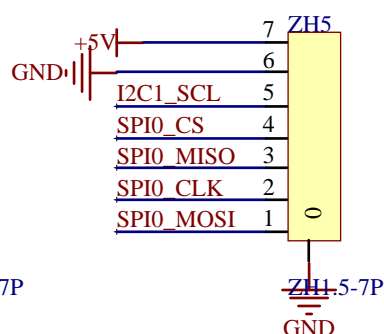 7 ZH5
+5V
6
GND
I2C1_SCL 5
SPI0_CS 4
SPI0_MISO 3
SPI0_CLK 2
SPI0_MOSI 1
0
7P
ZH1.5-7P
GND